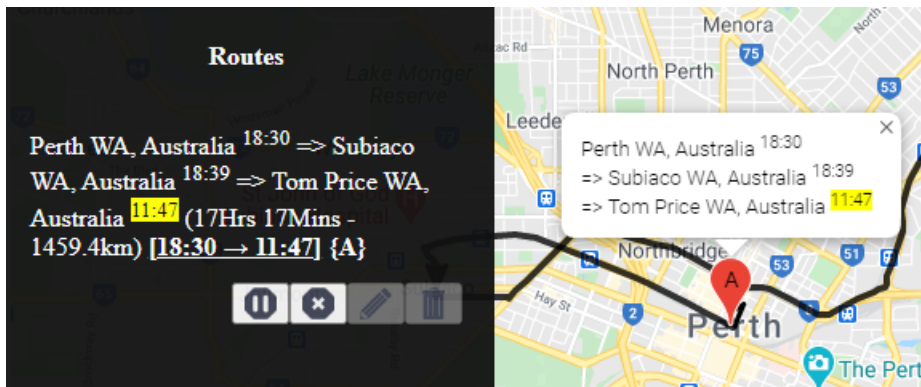 Routes
Perth WA, Australia 18:30 => Subiaco
WA, Australia 18:39 => Tom Price WA,
Australia 11:47 (17Hrs 17Mins -
1459.4km) [18:30 → 11:47] {A}
Lake Monger
Reserve
Menora
75
North Perth
53
Perth WA, Australia 18:30
=> Subiaco WA, Australia 18:39
=> Tom Price WA, Australia 11:47
Northbridge
53
51
A
Hay St
2
Perth
The Pert